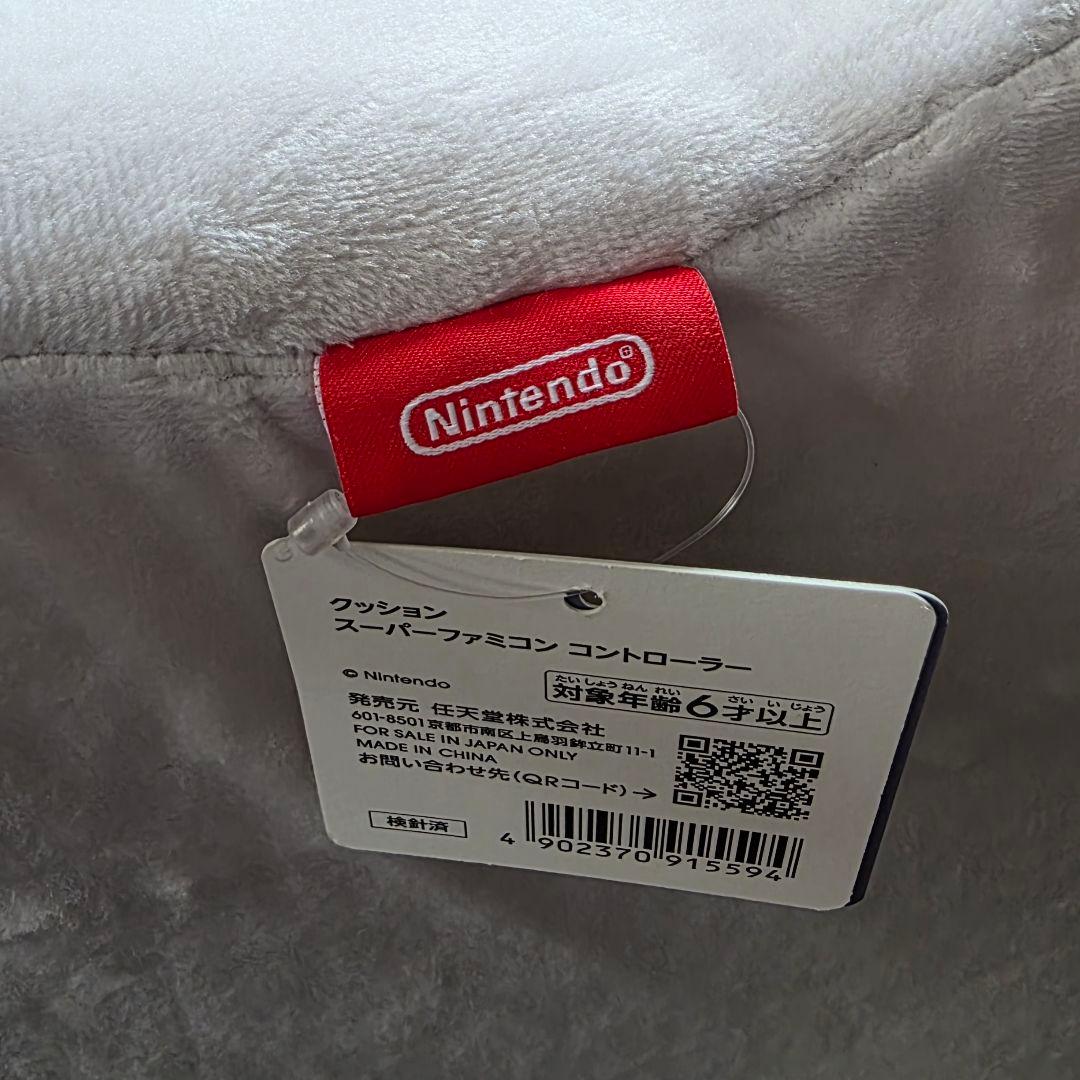 Nintendo
クッション
スーパーファミコン コントローラー
© Nintendo
たいしょうねんれい さいいじょう
対象年齢6才以上
発売元 任天堂株式会社
601-8501京都市南区上鳥羽鉾立町11-1
FOR SALE IN JAPAN ONLY
MADE IN CHINA
お問い合わせ先(QRコード)→
検針済
4 902370 915594